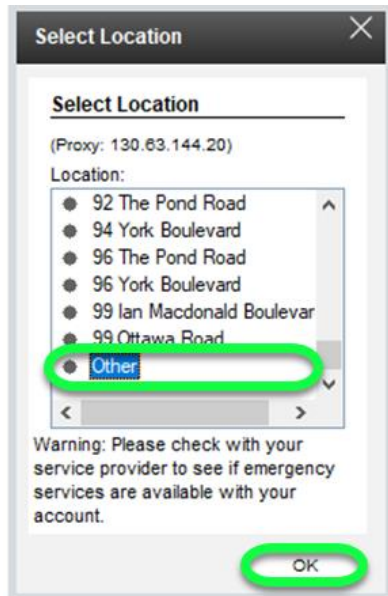 Select Location
Select Location
(Proxy: 130.63.144.20)
Location:
92 The Pond Road
94 York Boulevard
96 The Pond Road
96 York Boulevard
99 Ian Macdonald Boulevar
99 Ottawa Road
Other
Warning: Please check with your
service provider to see if emergency
services are available with your
account.
OK